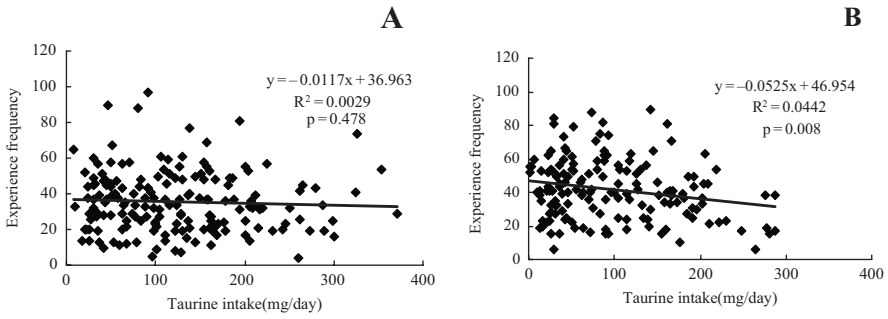 A
120
100
80
60
40
20
0
Experience frequency
y=−0.0117x+36.963
R² =0.0029
p=0.478
0
100
200
300
400
Taurine intake(mg/day)
B
120
100
80
60
40
20
0
Experience frequency
y=−0.0525x+46.954
R² =0.0442
p=0.008
0
100
200
300
400
Taurine intake(mg/day)